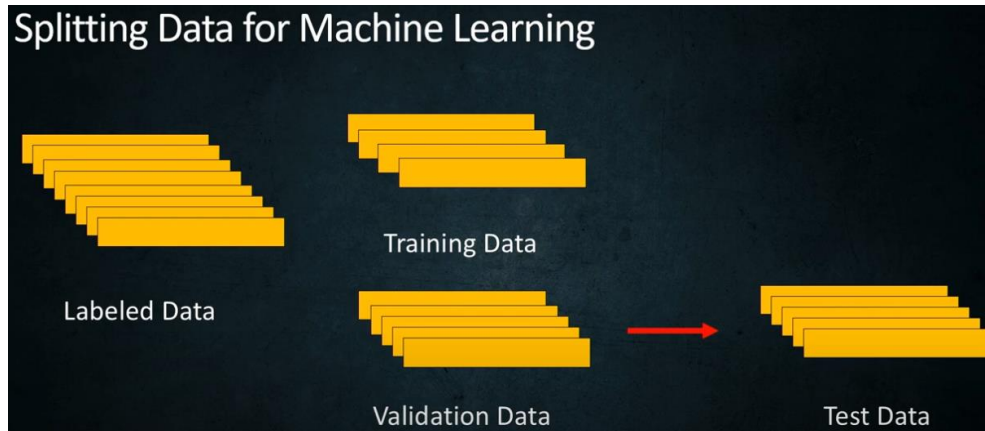 Splitting Data for Machine Learning
Training Data
Labeled Data
Validation Data
Test Data